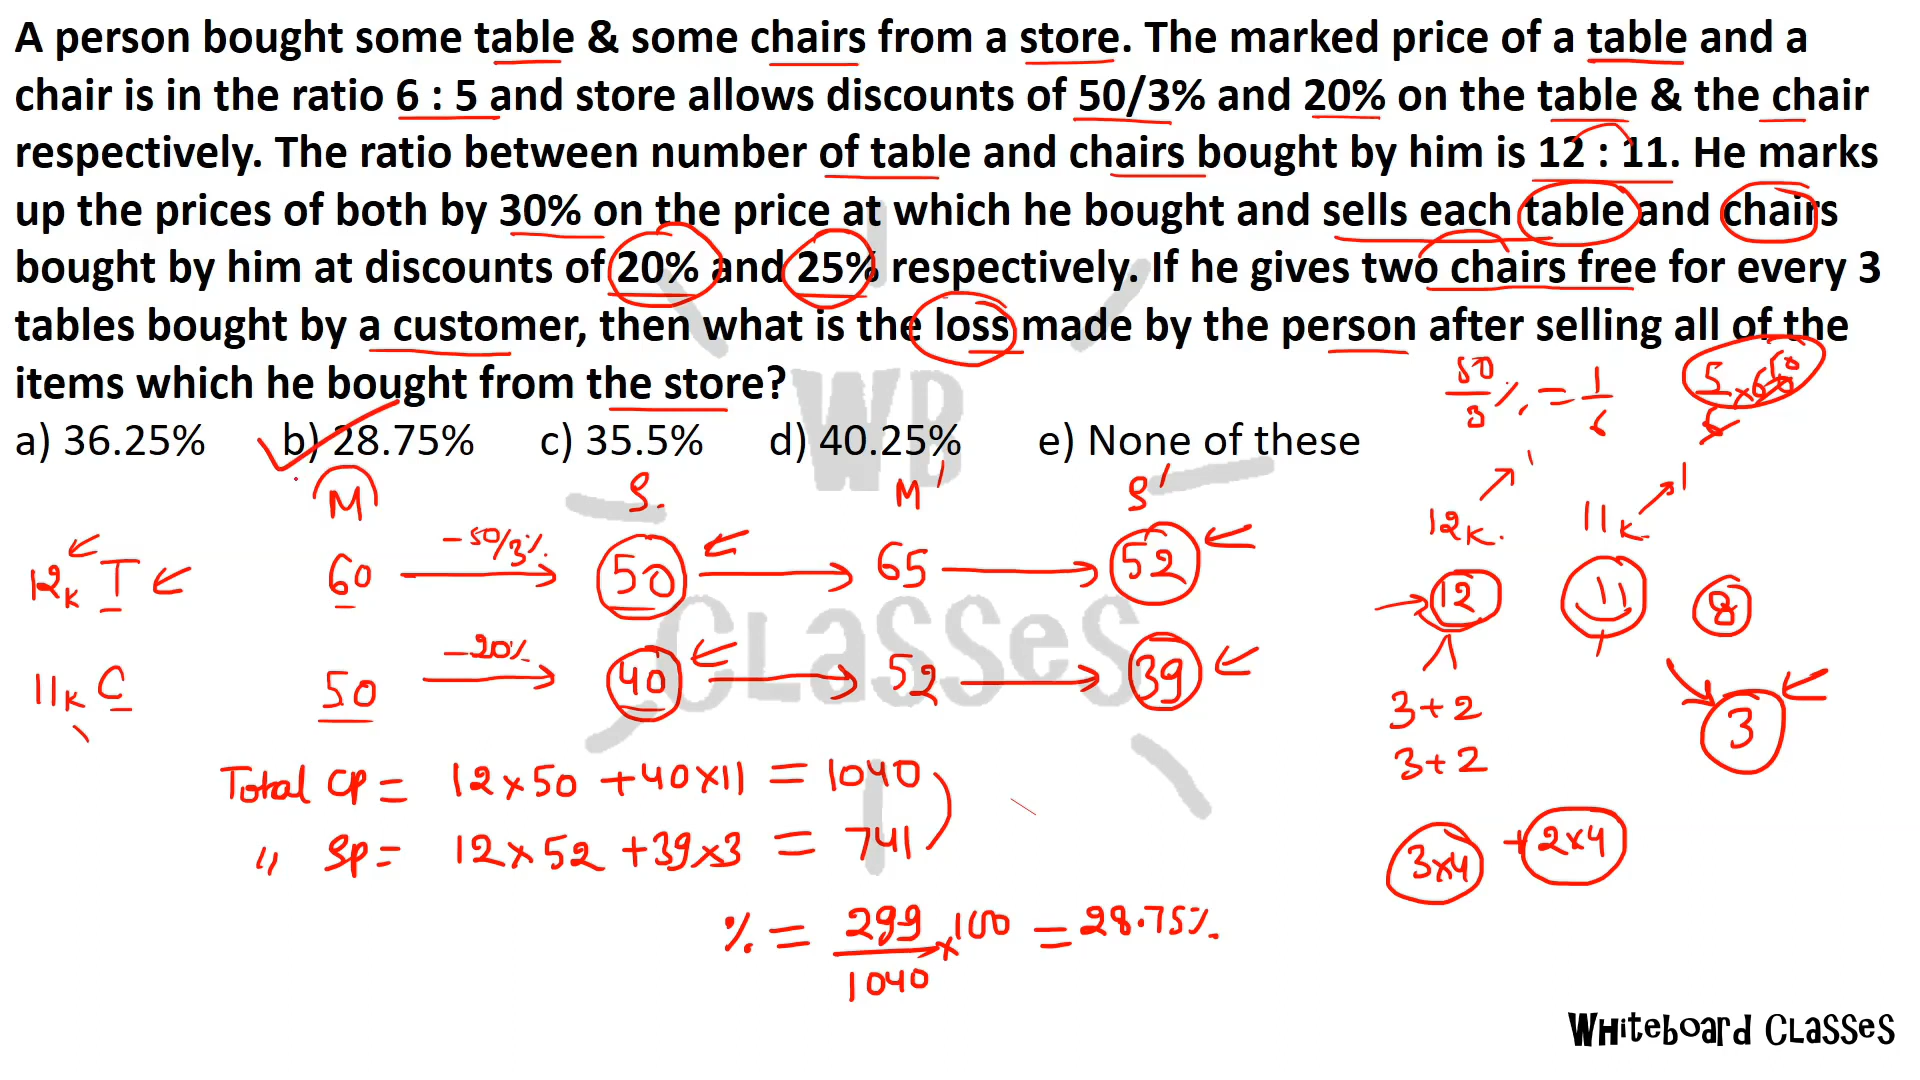 A person bought some table & some chairs from a store. The marked price of a table and a
chair is in the ratio 6 : 5 and store allows discounts of 50/3% and 20% on the table & the chair
respectively. The ratio between number of table and chairs bought by him is 12 : 11. He marks
up the prices of both by 30% on the price at which he bought and sells each table and chairs
bought by him at discounts of 20% and 25% respectively. If he gives two chairs free for every 3
tables bought by a customer, then what is the loss made by the person after selling all of the
items which he bought from the store?
50/3 % = 1/6
5/6 × 60
a) 36.25% b) 28.75% c) 35.5% d) 40.25% e) None of these
M S. M' S'
12k 11k
12k T 60 -50/3% 50 65 52
12 11 8
11k C 50 -20% 40 52 39
3+2
3+2
3
Total CP = 12×50 + 40×11 = 1040
" SP = 12×52 + 39×3 = 741
3×4 + 2×4
% = 299/1040 × 100 = 28.75%
WB
CLASSES
WHiteboard CLASSES